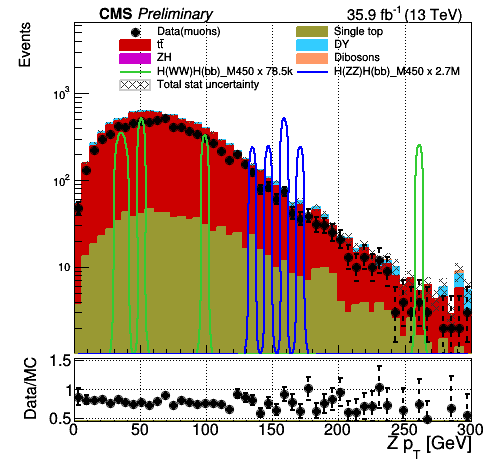 CMS Preliminary 35.9 fb⁻¹ (13 TeV)
Data(muons) Single top
tt̄ DY
ZH Dibosons
H(WW)H(bb)_M450 x 78.5k H(ZZ)H(bb)_M450 x 2.7M
Total stat uncertainty
Events
10³
10²
10
1.5
1
0.5
Data/MC
0 50 100 150 200 250 300
Z p_T [GeV]